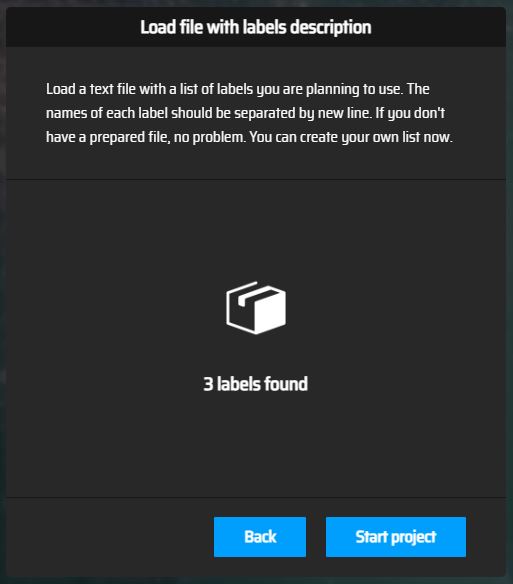 Load file with labels description
Load a text file with a list of labels you are planning to use. The
names of each label should be separated by new line. If you don't
have a prepared file, no problem. You can create your own list now.
3 labels found
Back
Start project